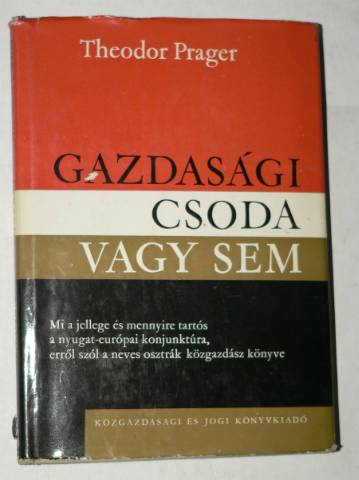 Theodor Prager
GAZDASÁGI
CSODA
VAGY SEM
Mi a jellege és mennyire tartós
a nyugat-európai konjunktúra,
erről szól a neves osztrák közgazdász könyve
KÖZGAZDASÁGI ÉS JOGI KÖNYVKIADÓ